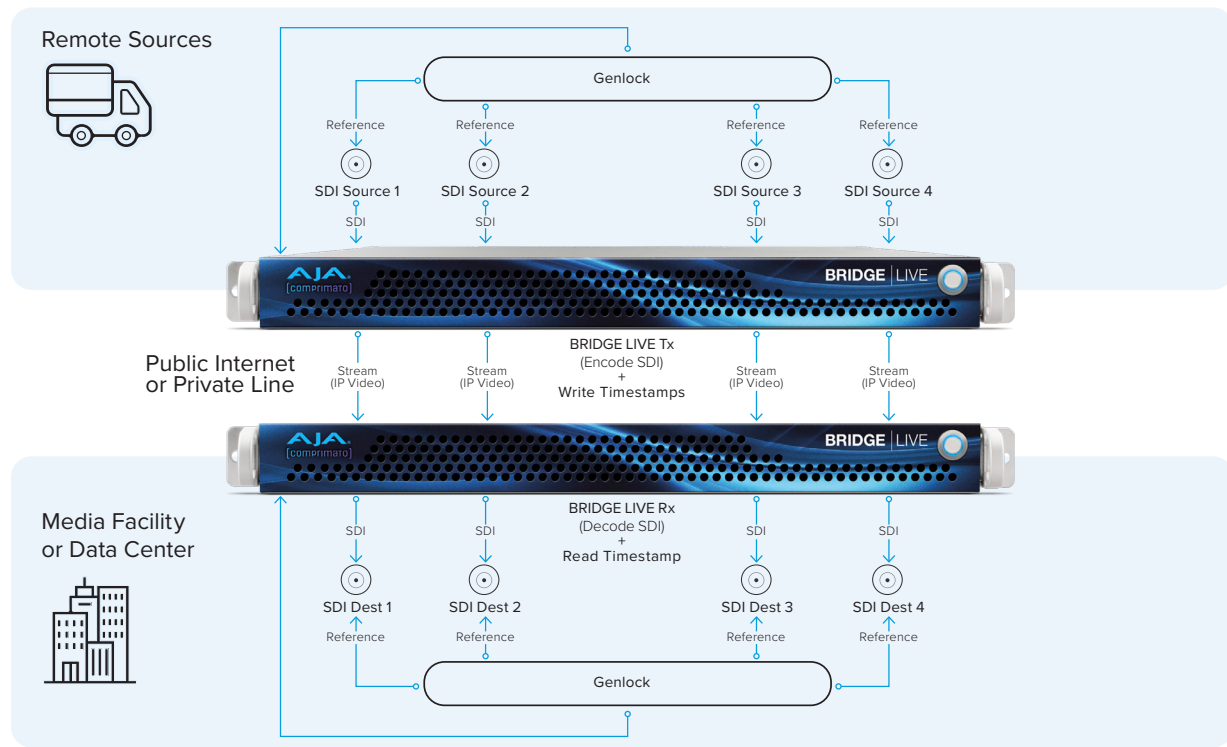 Remote Sources
Genlock
Reference
Reference
Reference
Reference
SDI Source 1
SDI Source 2
SDI Source 3
SDI Source 4
SDI
SDI
SDI
SDI
AJA
[comprimato]
BRIDGE | LIVE
Public Internet
or Private Line
Stream
(IP Video)
Stream
(IP Video)
BRIDGE LIVE Tx
(Encode SDI)
+
Write Timestamps
Stream
(IP Video)
Stream
(IP Video)
AJA
[comprimato]
BRIDGE | LIVE
Media Facility
or Data Center
SDI
SDI
BRIDGE LIVE Rx
(Decode SDI)
+
Read Timestamp
SDI
SDI
SDI Dest 1
SDI Dest 2
SDI Dest 3
SDI Dest 4
Reference
Reference
Reference
Reference
Genlock